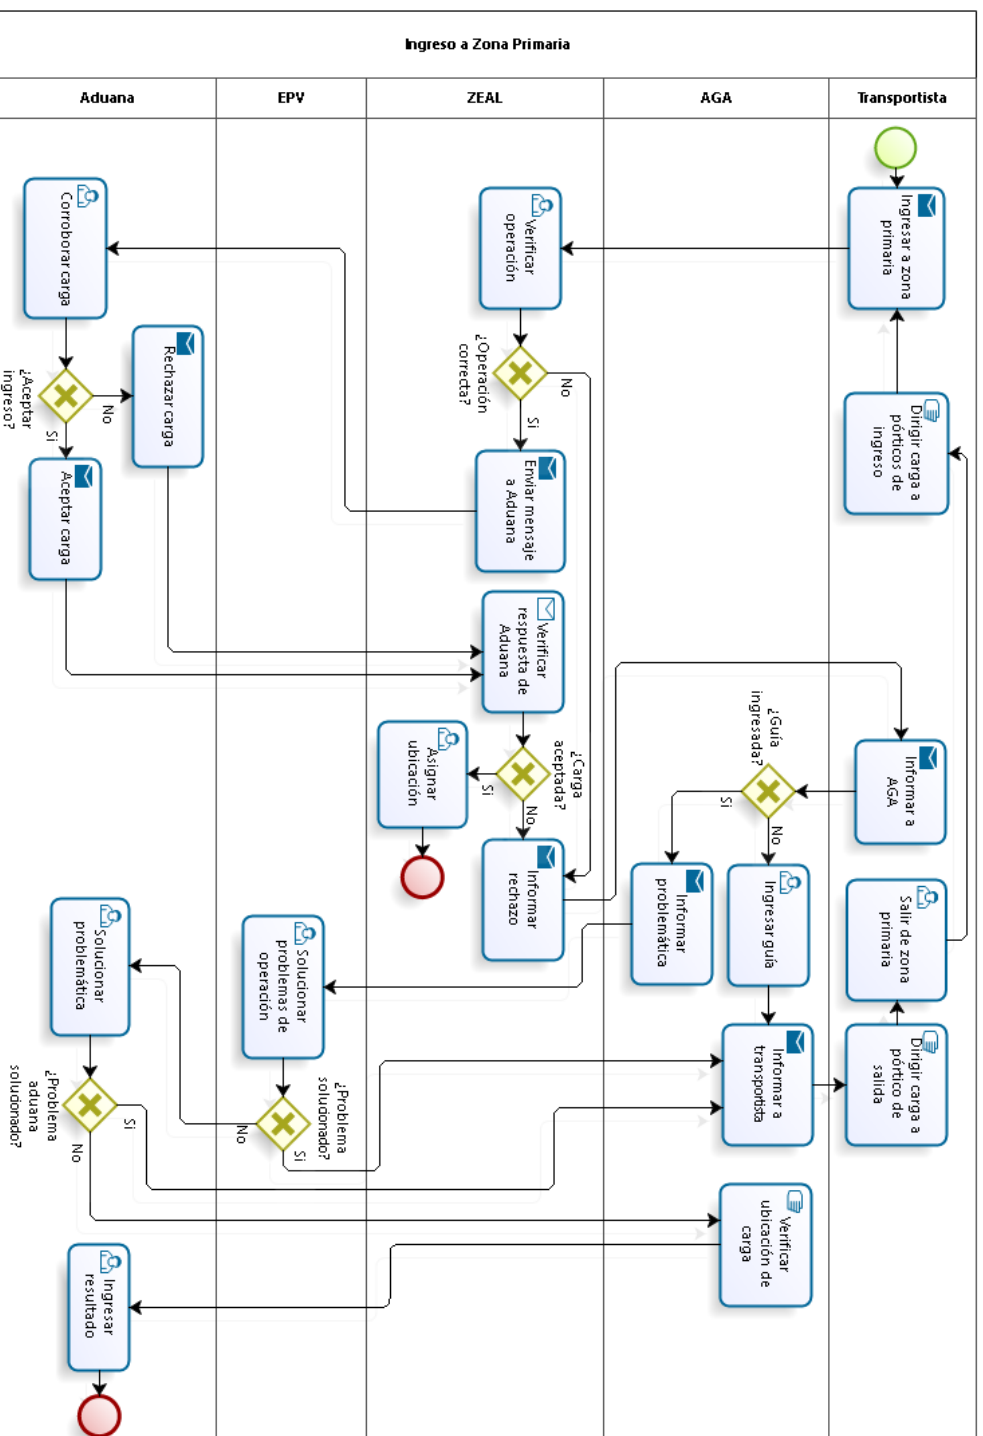 Ingreso a Zona Primaria
Aduana
EPV
ZEAL
AGA
Transportista
Ingresar a zona
primaria
Dirigir carga a
pórticos de
ingreso
Verificar
operación
¿Operación
correcta?
No
Si
Enviar mensaje
a Aduana
Corroborar carga
¿Aceptar
ingreso?
No
Si
Rechazar carga
Aceptar carga
Verificar
respuesta de
Aduana
¿Carga
aceptada?
Si
No
Asignar
ubicación
Informar
rechazo
Informar a
AGA
¿Guía
ingresada?
Si
No
Informar
problemática
Ingresar guía
Informar a
transportista
Salir de zona
primaria
Dirigir carga a
pórtico de
salida
Solucionar
problemas de
operación
¿Problema
solucionado?
No
Si
Solucionar
problemática
¿Problema
aduana
solucionado?
Si
No
Verificar
ubicación de
carga
Ingresar
resultado